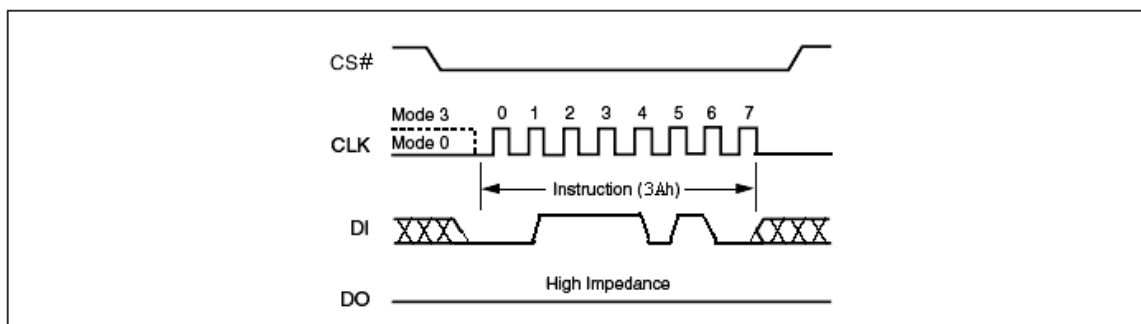 CS#
Mode 3 0 1 2 3 4 5 6 7
CLK Mode 0
Instruction (3Ah)
DI
High Impedance
DO